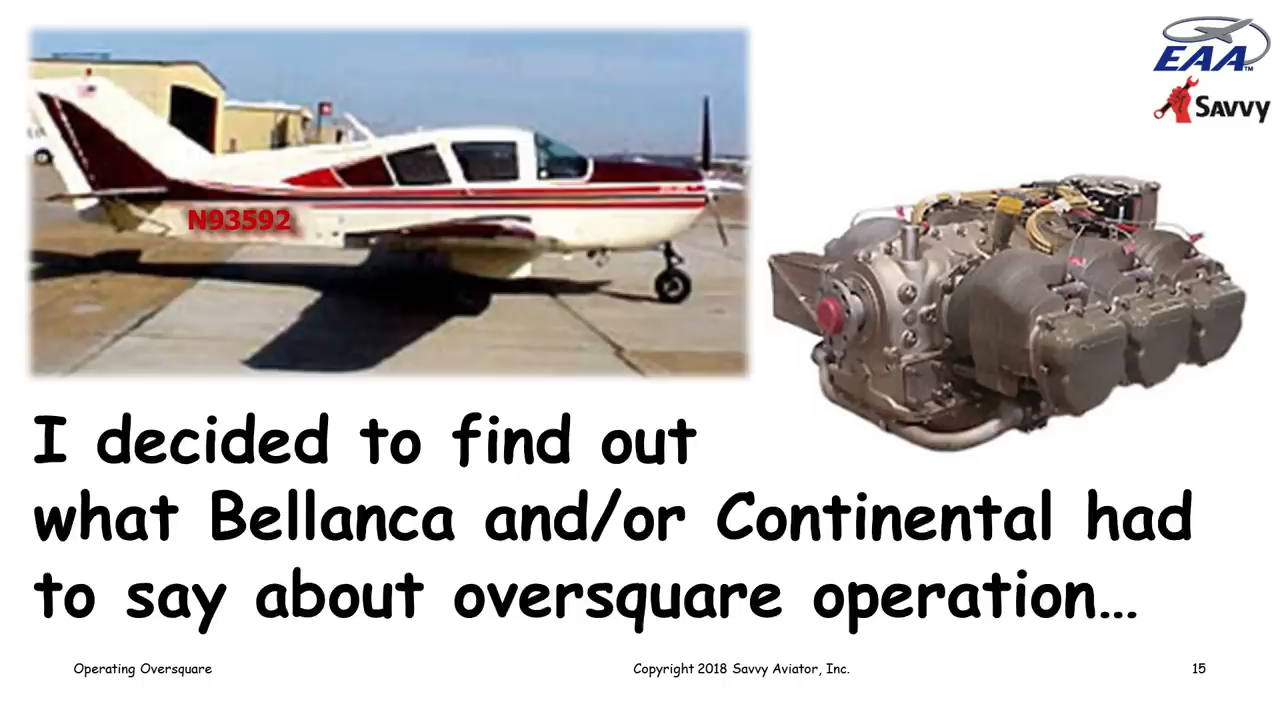 EAA™
SAVVY
N93592
I decided to find out
what Bellanca and/or Continental had
to say about oversquare operation…
Operating Oversquare
Copyright 2018 Savvy Aviator, Inc.
15